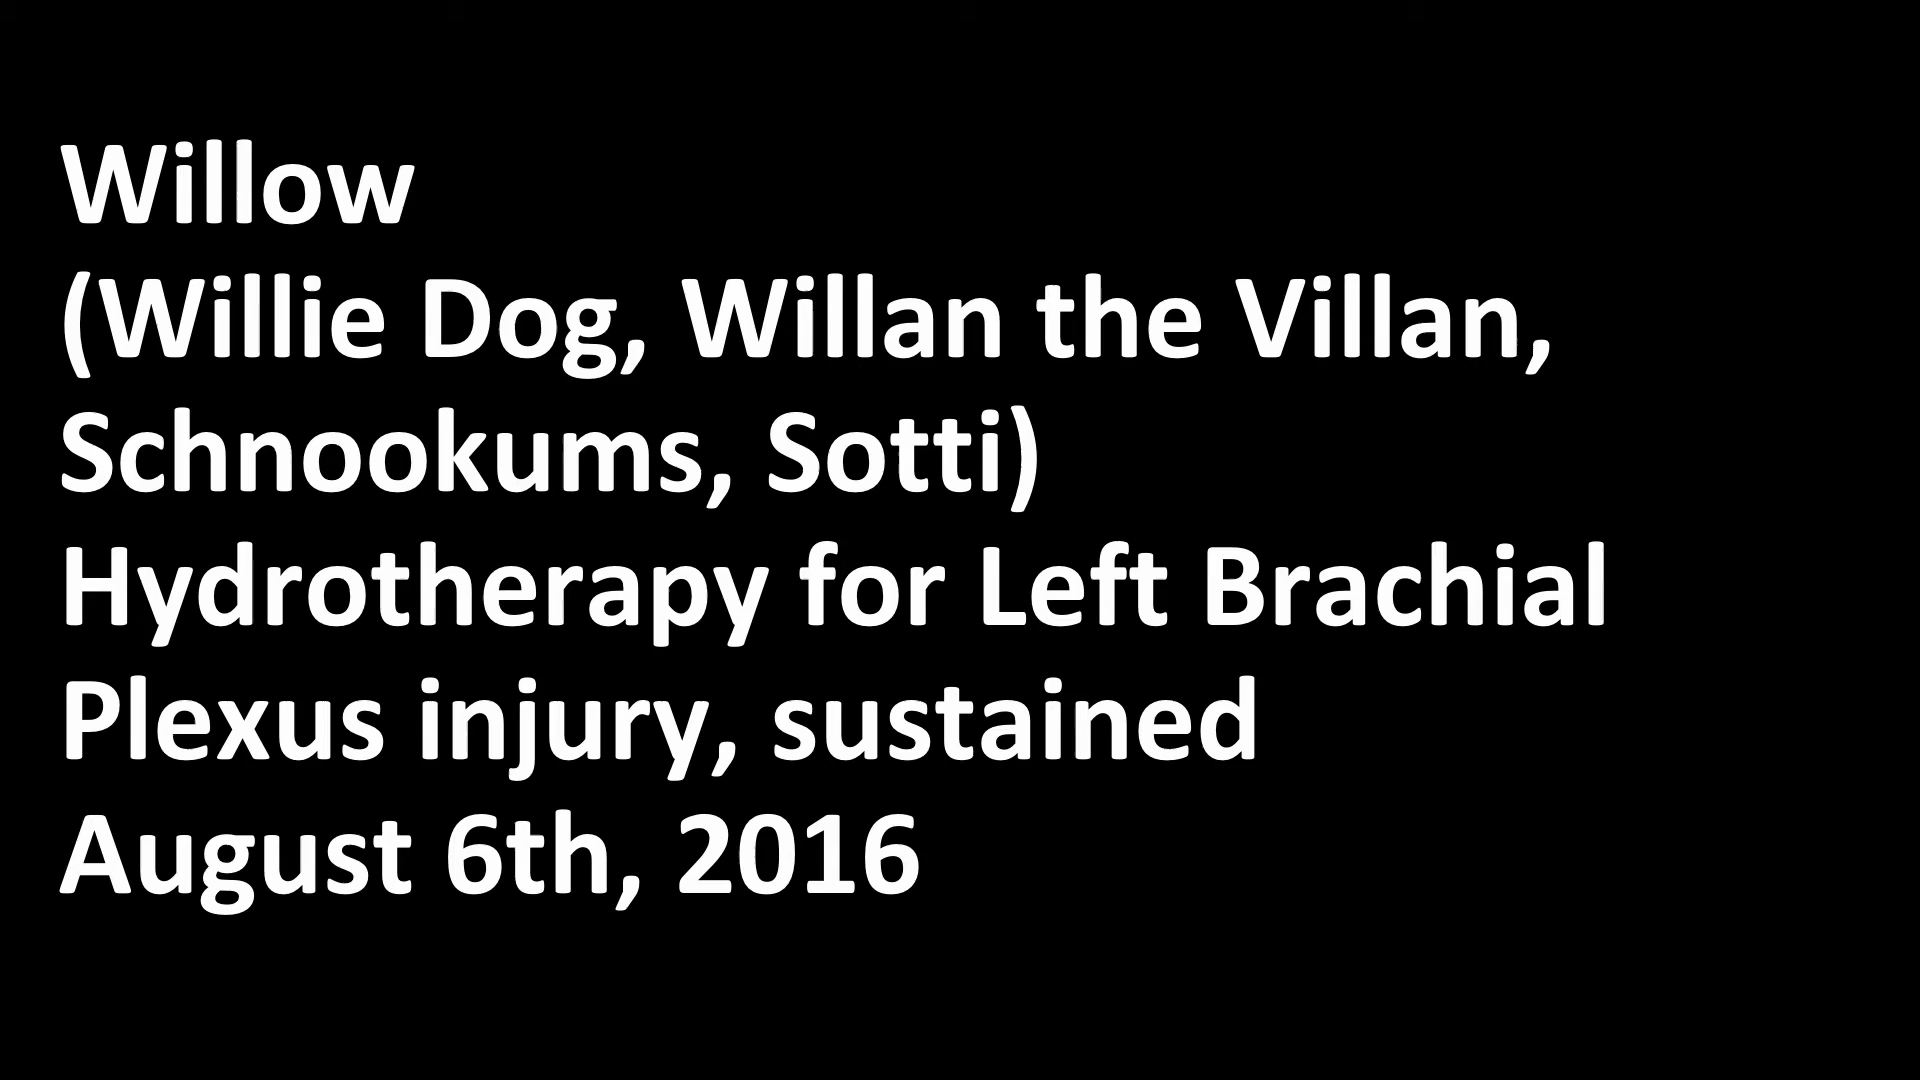 Willow
(Willie Dog, Willan the Villan,
Schnookums, Sotti)
Hydrotherapy for Left Brachial
Plexus injury, sustained
August 6th, 2016